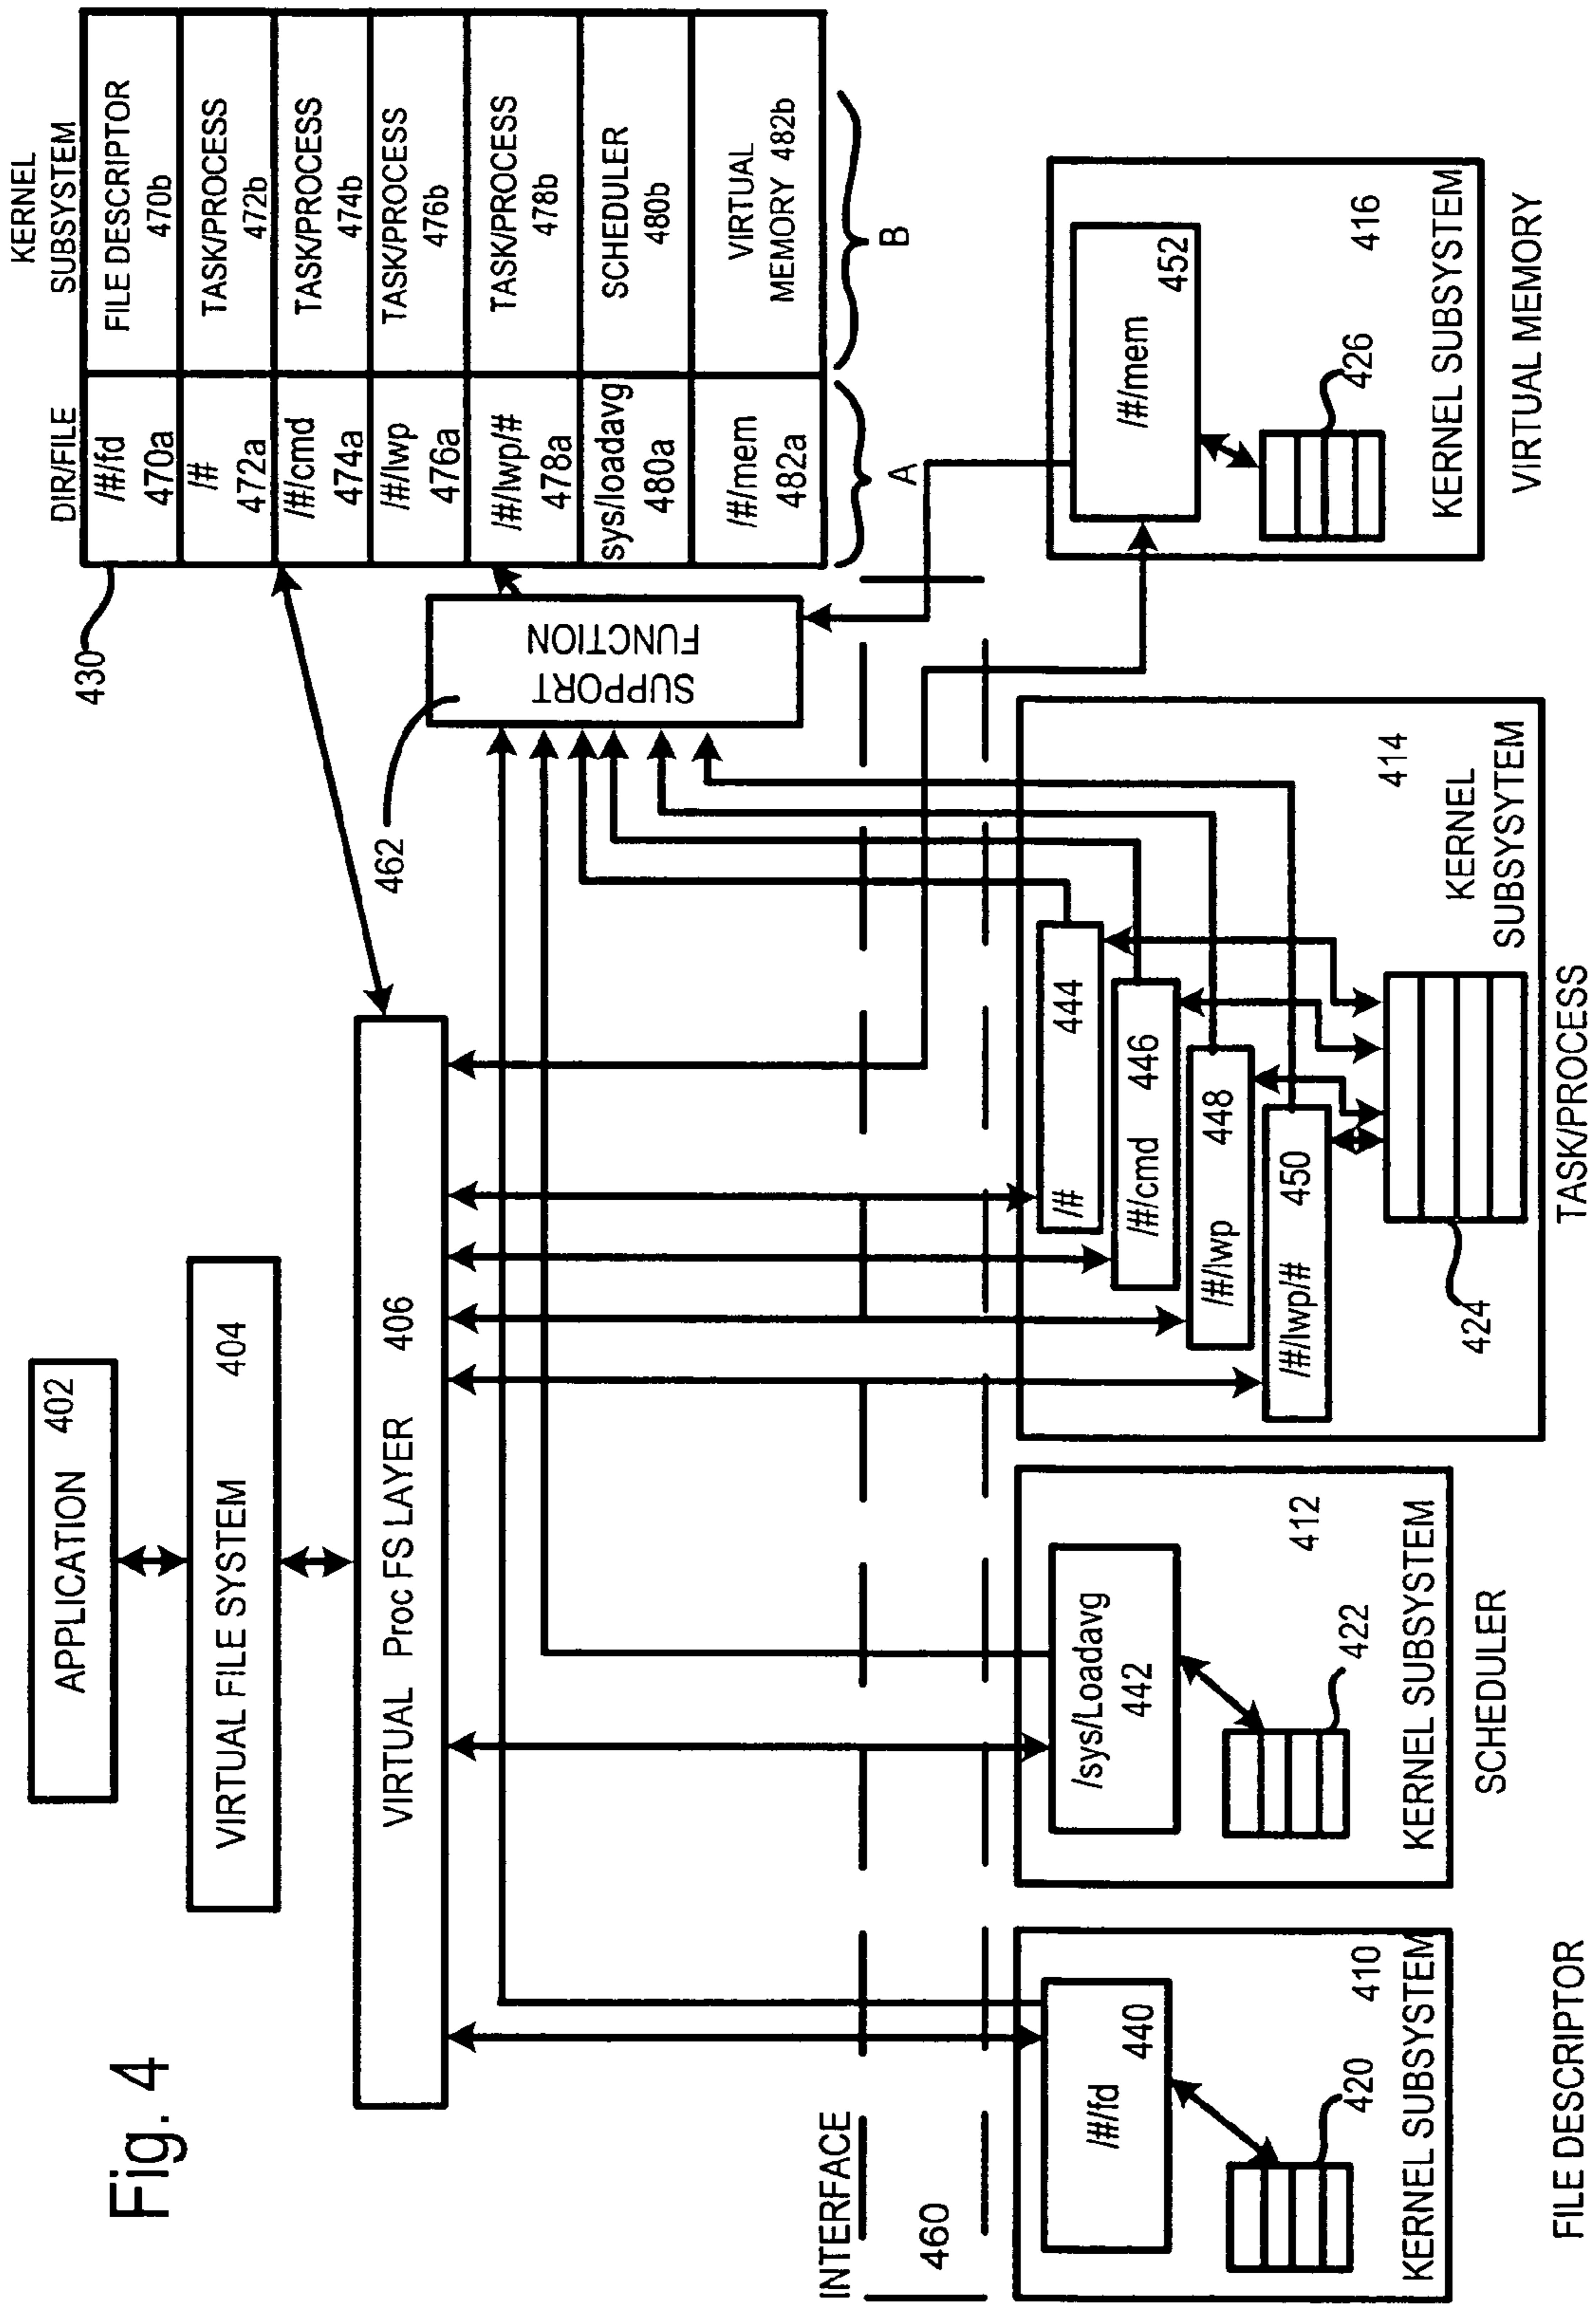 Fig. 4
APPLICATION 402
VIRTUAL FILE SYSTEM 404
VIRTUAL Proc FS LAYER 406
KERNEL
SUBSYSTEM
DIR/FILE
430
/#/fd
470a
FILE DESCRIPTOR
470b
/#
472a
TASK/PROCESS
472b
/#/cmd
474a
TASK/PROCESS
474b
/#/lwp
476a
TASK/PROCESS
476b
/#/lwp/#
478a
TASK/PROCESS
478b
sys/loadavg
480a
SCHEDULER
480b
/#/mem
482a
VIRTUAL
MEMORY 482b
A
B
462
SUPPORT
FUNCTION
INTERFACE
460
/#/fd
440
420
410
KERNEL SUBSYSTEM
FILE DESCRIPTOR
/sys/Loadavg
442
422
412
KERNEL SUBSYSTEM
SCHEDULER
/# 444
/#/cmd 446
/#/lwp 448
/#/lwp/# 450
424
414
KERNEL
SUBSYSYTEM
TASK/PROCESS
/#/mem
452
426
416
KERNEL SUBSYSTEM
VIRTUAL MEMORY